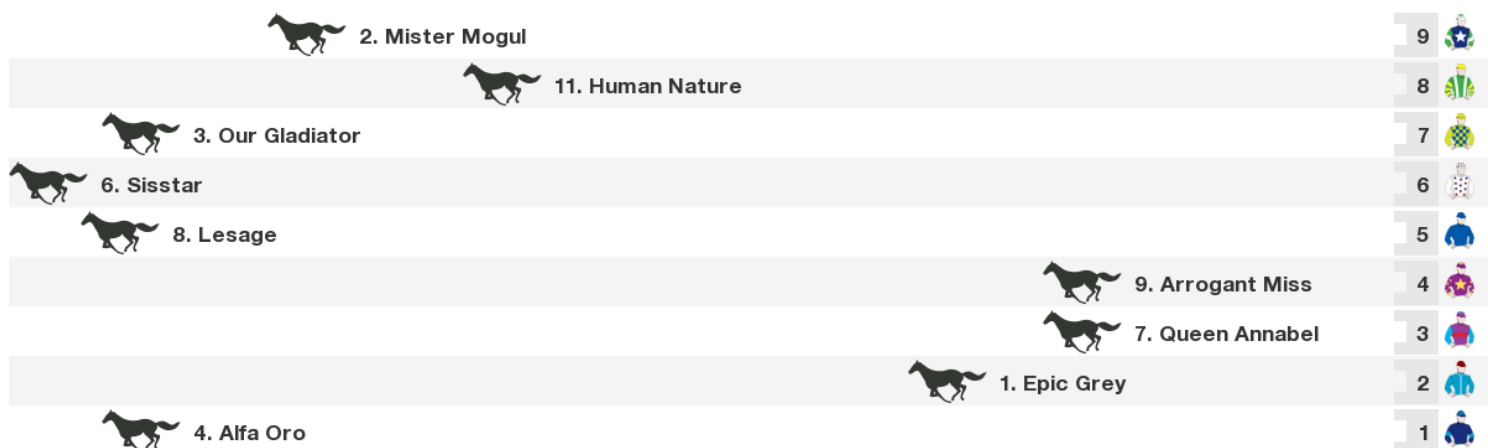 2. Mister Mogul 9
11. Human Nature 8
3. Our Gladiator 7
6. Sisstar 6
8. Lesage 5
9. Arrogant Miss 4
7. Queen Annabel 3
1. Epic Grey 2
4. Alfa Oro 1